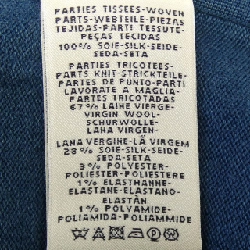 PARTIES TISSEES-WOVEN
PARTS-WEBTEILE-PIEZAS
TEJIDAS-PARTI TESSUTE-
PEÇAS TECIDAS
100% SOIE-SILK-SEIDE-
SEDA-SETA
PARTIES TRICOTEES-
PARTS KNIT STRICKTEILE-
PARTES DE PUNTO-PARTI
LAVORATE A MAGLIA-
PARTES TRICOTADAS
67% LAINE VIERGE-
VIRGIN WOOL-
SCHURWOLLE-
LAHA VIRGEN-
LANA VERGINE-LÃ VIRGEM
28% SOIE-SILK-SEIDE-
SEDA-SETA
3% POLYESTER-
POLIESTER-POLIESTERE
1% ELASTHANNE-
ELASTANE-ELASTANO-
ELASTAN
1% POLYAMIDE-
POLIAMIDA-POLIAMMIDE